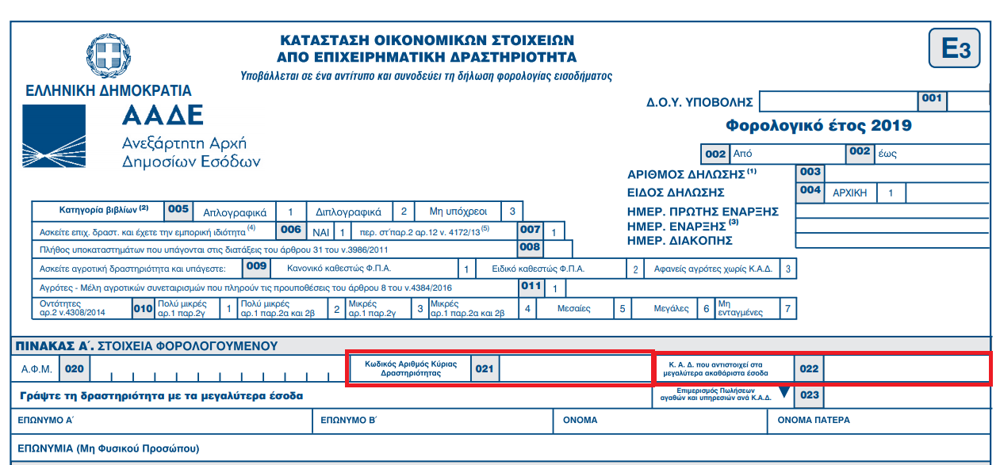 ΚΑΤΑΣΤΑΣΗ ΟΙΚΟΝΟΜΙΚΩΝ ΣΤΟΙΧΕΙΩΝ
ΑΠΟ ΕΠΙΧΕΙΡΗΜΑΤΙΚΗ ΔΡΑΣΤΗΡΙΟΤΗΤΑ
Υποβάλλεται σε ένα αντίτυπο και συνοδεύει τη δήλωση φορολογίας εισοδήματος
E3
ΕΛΛΗΝΙΚΗ ΔΗΜΟΚΡΑΤΙΑ
ΑΑΔΕ
Ανεξάρτητη Αρχή
Δημοσίων Εσόδων
Δ.Ο.Υ. ΥΠΟΒΟΛΗΣ 001
Φορολογικό έτος 2019
002 Από 002 έως
ΑΡΙΘΜΟΣ ΔΗΛΩΣΗΣ (1) 003
ΕΙΔΟΣ ΔΗΛΩΣΗΣ 004 ΑΡΧΙΚΗ 1
ΗΜΕΡ. ΠΡΩΤΗΣ ΕΝΑΡΞΗΣ
ΗΜΕΡ. ΕΝΑΡΞΗΣ (3)
ΗΜΕΡ. ΔΙΑΚΟΠΗΣ
Κατηγορία βιβλίων (2) 005 Απλογραφικά 1 Διπλογραφικά 2 Μη υπόχρεοι 3
Ασκείτε επιχ. δραστ. και έχετε την εμπορική ιδιότητα (4) 006 ΝΑΙ 1 περ. στ΄παρ.2 αρ.12 ν. 4172/13 (5) 007 1
Πλήθος υποκαταστημάτων που υπάγονται στις διατάξεις του άρθρου 31 του ν.3986/2011 008
Ασκείτε αγροτική δραστηριότητα και υπάγεστε: 009 Κανονικό καθεστώς Φ.Π.Α. 1 Ειδικό καθεστώς Φ.Π.Α. 2 Αφανείς αγρότες χωρίς Κ.Α.Δ. 3
Αγρότες - Μέλη αγροτικών συνεταιρισμών που πληρούν τις προυποθέσεις του άρθρου 8 του ν.4384/2016 011 1
Οντότητες αρ.2 ν.4308/2014 010 Πολύ μικρές αρ.1 παρ.2γ 1 Πολύ μικρές αρ.1 παρ.2α και 2β 2 Μικρές αρ.1 παρ.2γ 3 Μικρές αρ.1 παρ.2α και 2β 4 Μεσαίες 5 Μεγάλες 6 Μη ενταγμένες 7
ΠΙΝΑΚΑΣ Α΄. ΣΤΟΙΧΕΙΑ ΦΟΡΟΛΟΓΟΥΜΕΝΟΥ
Α.Φ.Μ. 020 Κωδικός Αριθμός Κύριας Δραστηριότητας 021 Κ. Α. Δ. που αντιστοιχεί στα μεγαλύτερα ακαθάριστα έσοδα 022
Γράψτε τη δραστηριότητα με τα μεγαλύτερα έσοδα Επιμερισμός Πωλήσεων αγαθών και υπηρεσιών ανά Κ.Α.Δ. 023
ΕΠΩΝΥΜΟ Α΄ ΕΠΩΝΥΜΟ Β΄ ΟΝΟΜΑ ΟΝΟΜΑ ΠΑΤΕΡΑ
ΕΠΩΝΥΜΙΑ (Μη Φυσικού Προσώπου)